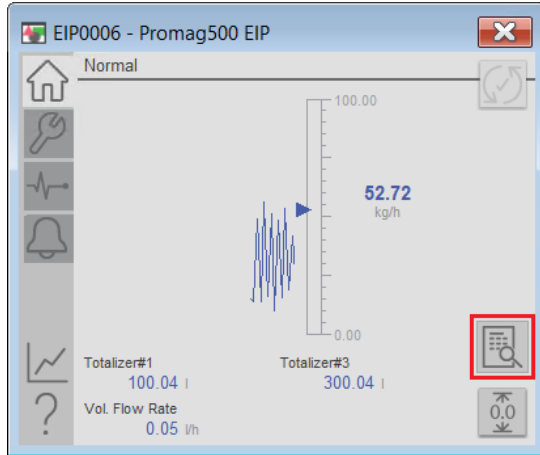 EIP0006 - Promag500 EIP
Normal
100.00
52.72
kg/h
0.00
Totalizer#1
100.04 l
Totalizer#3
300.04 l
Vol. Flow Rate
0.05 l/h
?
0.0